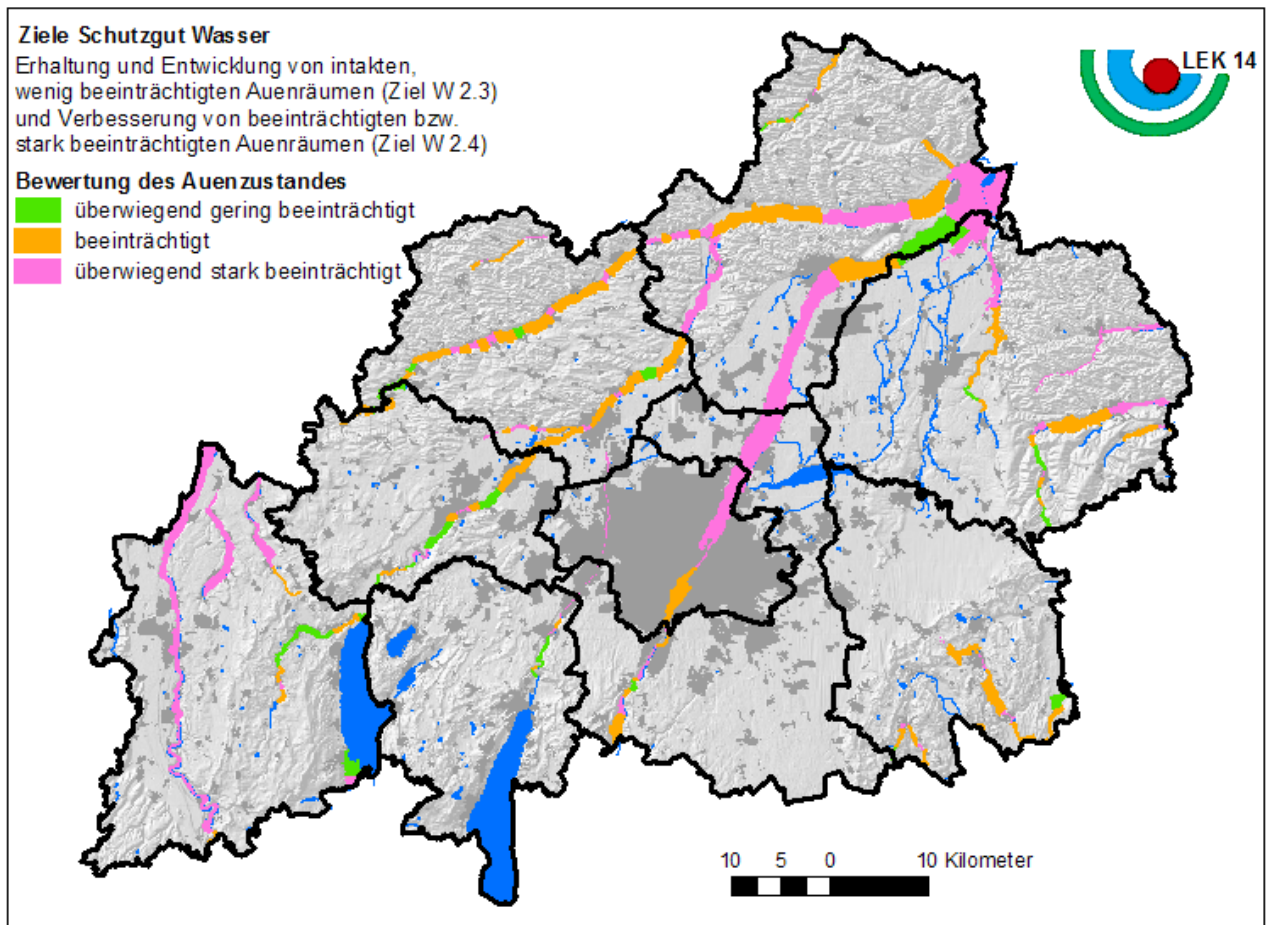 Ziele Schutzgut Wasser
Erhaltung und Entwicklung von intakten,
wenig beeinträchtigten Auenräumen (Ziel W 2.3)
und Verbesserung von beeinträchtigten bzw.
stark beeinträchtigten Auenräumen (Ziel W 2.4)
Bewertung des Auenzustandes
überwiegend gering beeinträchtigt
beeinträchtigt
überwiegend stark beeinträchtigt
LEK 14
10 5 0 10 Kilometer